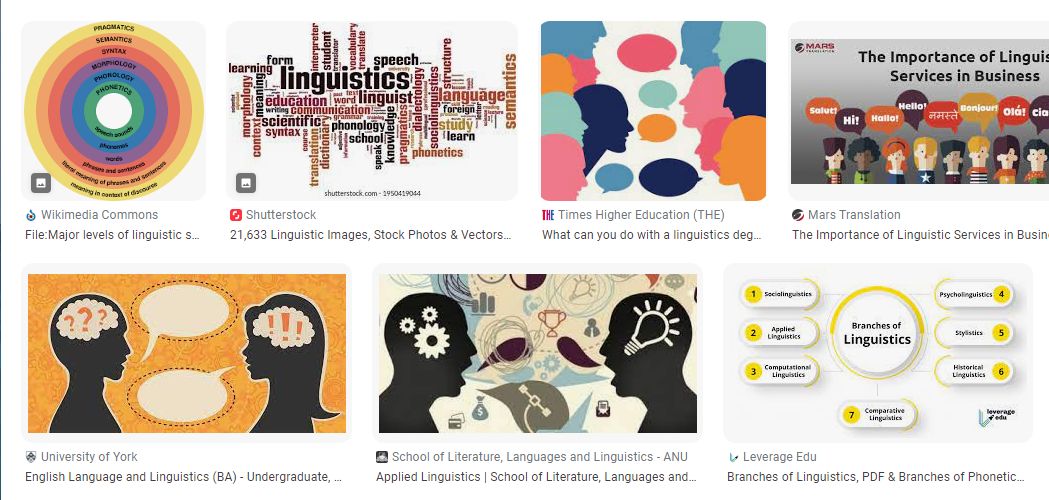 PRAGMATICS
SEMANTICS
SYNTAX
MORPHOLOGY
PHONOLOGY
PHONETICS
speech sounds
phonemes
words
phrases and sentences
literal meaning of phrases and sentences
meaning in context of discourse
Wikimedia Commons
File:Major levels of linguistic s...
interpreter
student
translator
vocabulary
translate
form
speech
structure
learning
linguistics
semantics
morphology
meaning
text
education
word
linguist
language
writing
communication
dialectology
sociolinguistics
foreign
context
scientific
grammar
phonology
pragmatics
study
syntax
translation
dictionary
school
knowledge
learn
speak
phonetics
shutterstock.com · 1950419044
Shutterstock
21,633 Linguistic Images, Stock Photos & Vectors...
THE Times Higher Education (THE)
What can you do with a linguistics deg...
MARS
TRANSLATION
The Importance of Linguis
Services in Business
Salut!
Hi!
Hallo!
Hello!
नमस्ते
Bonjour!
Olá!
Cia
Mars Translation
The Importance of Linguistic Services in Busin
???
!!!
University of York
English Language and Linguistics (BA) - Undergraduate, ...
$
School of Literature, Languages and Linguistics - ANU
Applied Linguistics | School of Literature, Languages and...
1 Sociolinguistics
2 Applied
Linguistics
3 Computational
Linguistics
Branches of
Linguistics
Psycholinguistics 4
Stylistics 5
Historical
Linguistics 6
7 Comparative
Linguistics
leverage
edu
Leverage Edu
Branches of Linguistics, PDF & Branches of Phonetic...